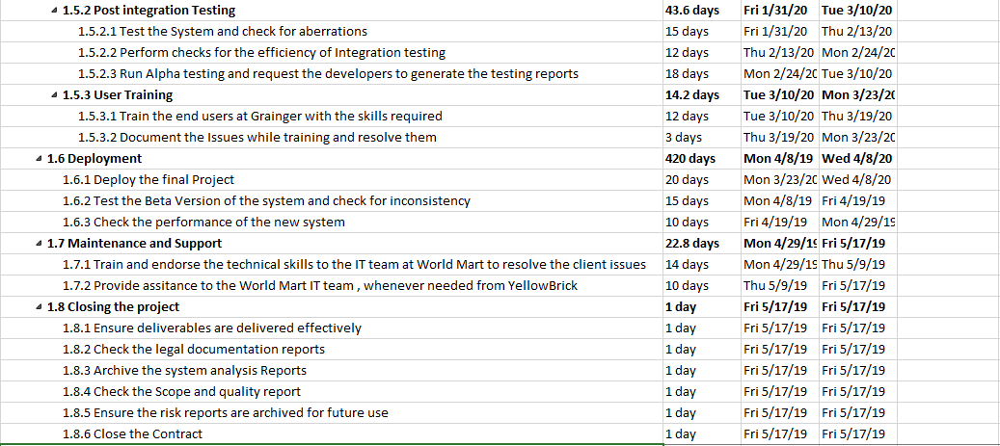 1.5.2 Post integration Testing 43.6 days Fri 1/31/20 Tue 3/10/20
1.5.2.1 Test the System and check for aberrations 15 days Fri 1/31/20 Thu 2/13/20
1.5.2.2 Perform checks for the efficiency of Integration testing 12 days Thu 2/13/20 Mon 2/24/20
1.5.2.3 Run Alpha testing and request the developers to generate the testing reports 18 days Mon 2/24/20 Tue 3/10/20
1.5.3 User Training 14.2 days Tue 3/10/20 Mon 3/23/20
1.5.3.1 Train the end users at Grainger with the skills required 12 days Tue 3/10/20 Thu 3/19/20
1.5.3.2 Document the Issues while training and resolve them 3 days Thu 3/19/20 Mon 3/23/20
1.6 Deployment 420 days Mon 4/8/19 Wed 4/8/20
1.6.1 Deploy the final Project 20 days Mon 3/23/20 Wed 4/8/20
1.6.2 Test the Beta Version of the system and check for inconsistency 15 days Mon 4/8/19 Fri 4/19/19
1.6.3 Check the performance of the new system 10 days Fri 4/19/19 Mon 4/29/19
1.7 Maintenance and Support 22.8 days Mon 4/29/19 Fri 5/17/19
1.7.1 Train and endorse the technical skills to the IT team at World Mart to resolve the client issues 14 days Mon 4/29/19 Thu 5/9/19
1.7.2 Provide assitance to the World Mart IT team , whenever needed from YellowBrick 10 days Thu 5/9/19 Fri 5/17/19
1.8 Closing the project 1 day Fri 5/17/19 Fri 5/17/19
1.8.1 Ensure deliverables are delivered effectively 1 day Fri 5/17/19 Fri 5/17/19
1.8.2 Check the legal documentation reports 1 day Fri 5/17/19 Fri 5/17/19
1.8.3 Archive the system analysis Reports 1 day Fri 5/17/19 Fri 5/17/19
1.8.4 Check the Scope and quality report 1 day Fri 5/17/19 Fri 5/17/19
1.8.5 Ensure the risk reports are archived for future use 1 day Fri 5/17/19 Fri 5/17/19
1.8.6 Close the Contract 1 day Fri 5/17/19 Fri 5/17/19